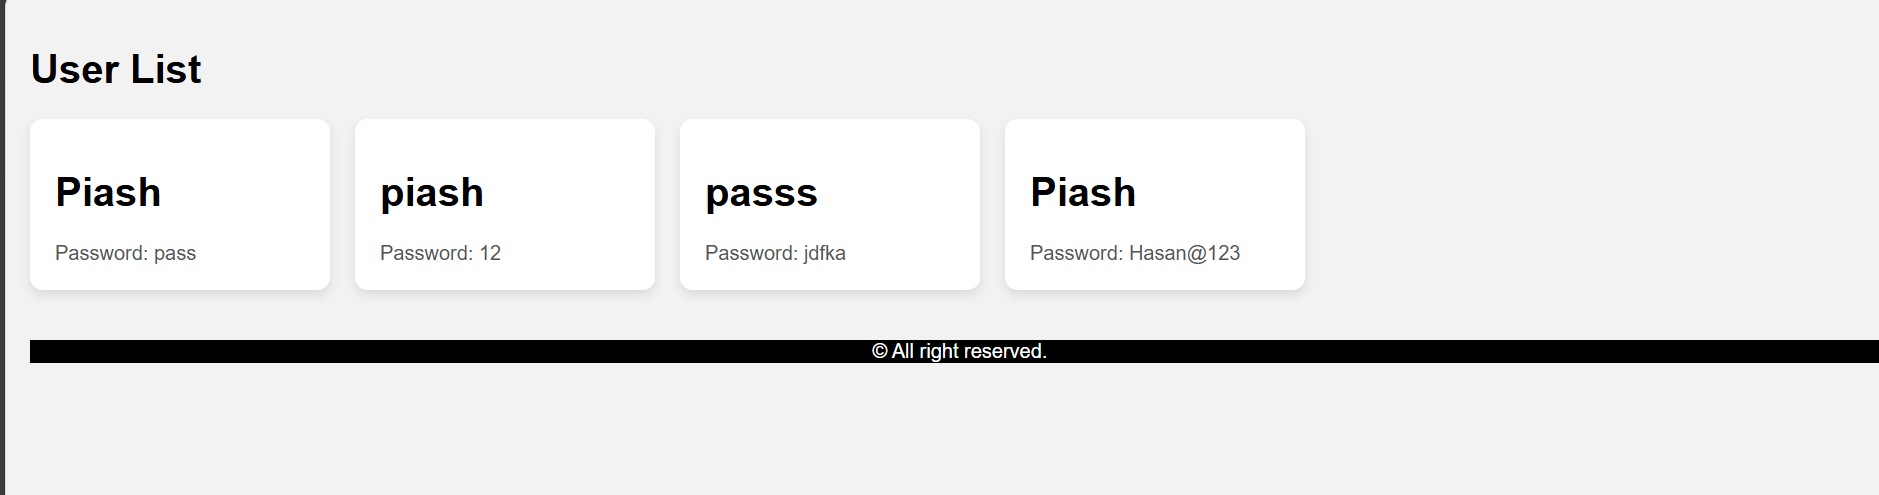 User List
Piash
Password: pass
piash
Password: 12
passs
Password: jdfka
Piash
Password: Hasan@123
© All right reserved.